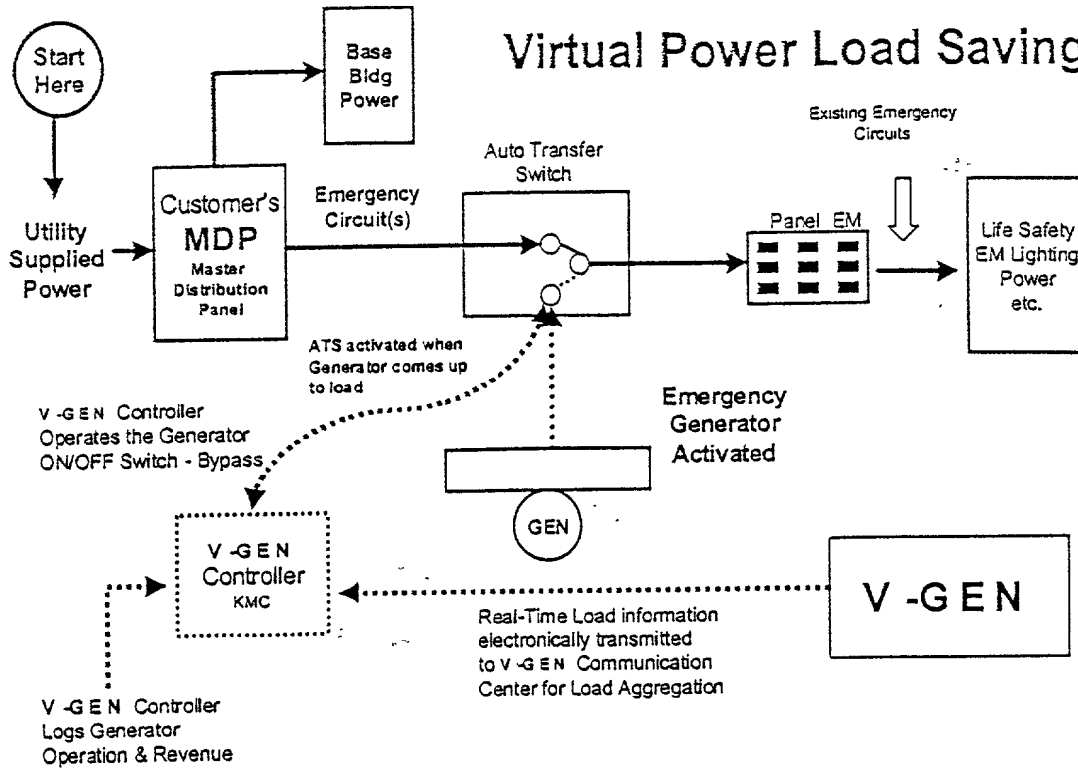 Virtual Power Load Saving
Start
Here
Base
Bldg
Power
Existing Emergency
Circuits
Auto Transfer
Switch
Customer's
MDP
Master
Distribution
Panel
Emergency
Circuit(s)
Utility
Supplied
Power
Panel EM
Life Safety
EM Lighting
Power
etc.
ATS activated when
Generator comes up
to load
V-GEN Controller
Operates the Generator
ON/OFF Switch - Bypass
Emergency
Generator
Activated
GEN
V-GEN
Controller
KMC
V-GEN
Real-Time Load information
electronically transmitted
to V-GEN Communication
Center for Load Aggregation
V-GEN Controller
Logs Generator
Operation & Revenue